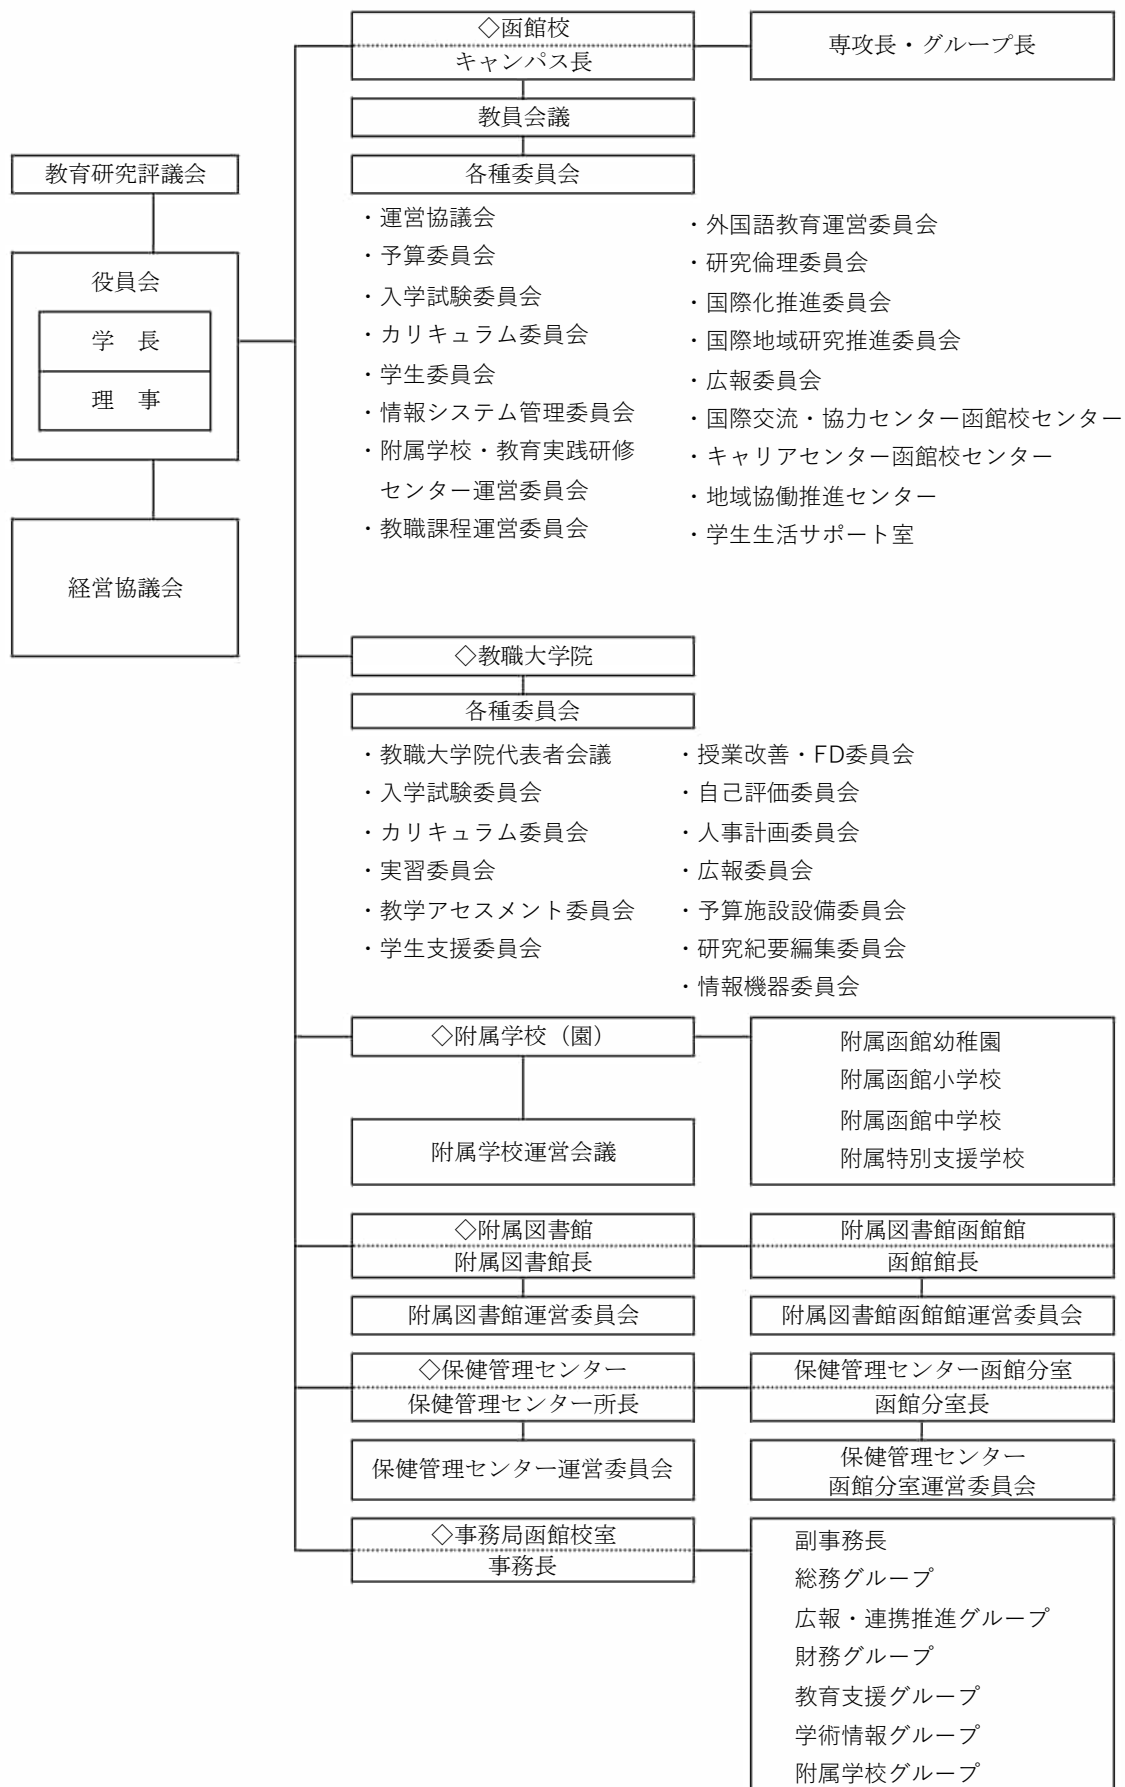 ◇函館校
キャンパス長
専攻長・グループ長
教員会議
各種委員会
・運営協議会
・予算委員会
・入学試験委員会
・カリキュラム委員会
・学生委員会
・情報システム管理委員会
・附属学校・教育実践研修
センター運営委員会
・教職課程運営委員会
・外国語教育運営委員会
・研究倫理委員会
・国際化推進委員会
・国際地域研究推進委員会
・広報委員会
・国際交流・協力センター函館校センター
・キャリアセンター函館校センター
・地域協働推進センター
・学生生活サポート室
教育研究評議会
役員会
学　長
理　事
経営協議会
◇教職大学院
各種委員会
・教職大学院代表者会議
・入学試験委員会
・カリキュラム委員会
・実習委員会
・教学アセスメント委員会
・学生支援委員会
・授業改善・FD委員会
・自己評価委員会
・人事計画委員会
・広報委員会
・予算施設設備委員会
・研究紀要編集委員会
・情報機器委員会
◇附属学校（園）
附属学校運営会議
附属函館幼稚園
附属函館小学校
附属函館中学校
附属特別支援学校
◇附属図書館
附属図書館長
附属図書館運営委員会
附属図書館函館館
函館館長
附属図書館函館館運営委員会
◇保健管理センター
保健管理センター所長
保健管理センター運営委員会
保健管理センター函館分室
函館分室長
保健管理センター
函館分室運営委員会
◇事務局函館校室
事務長
副事務長
総務グループ
広報・連携推進グループ
財務グループ
教育支援グループ
学術情報グループ
附属学校グループ